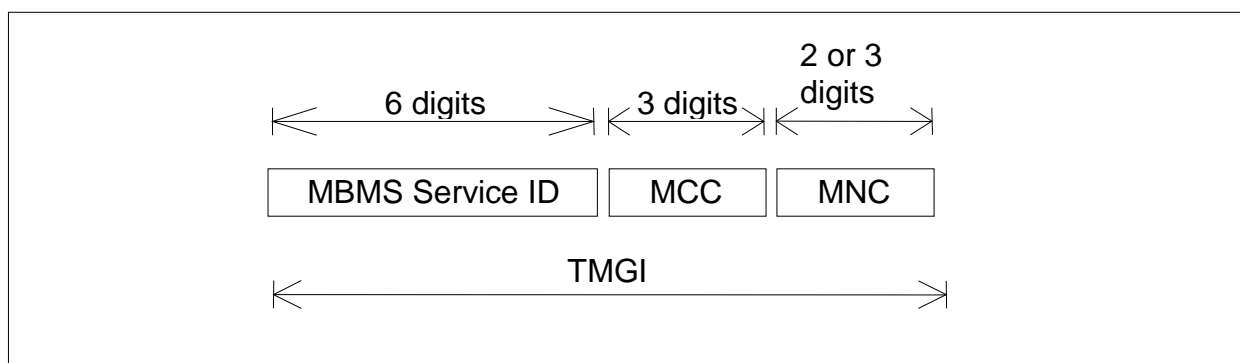 2 or 3
digits
6 digits
3 digits
MBMS Service ID
MCC
MNC
TMGI